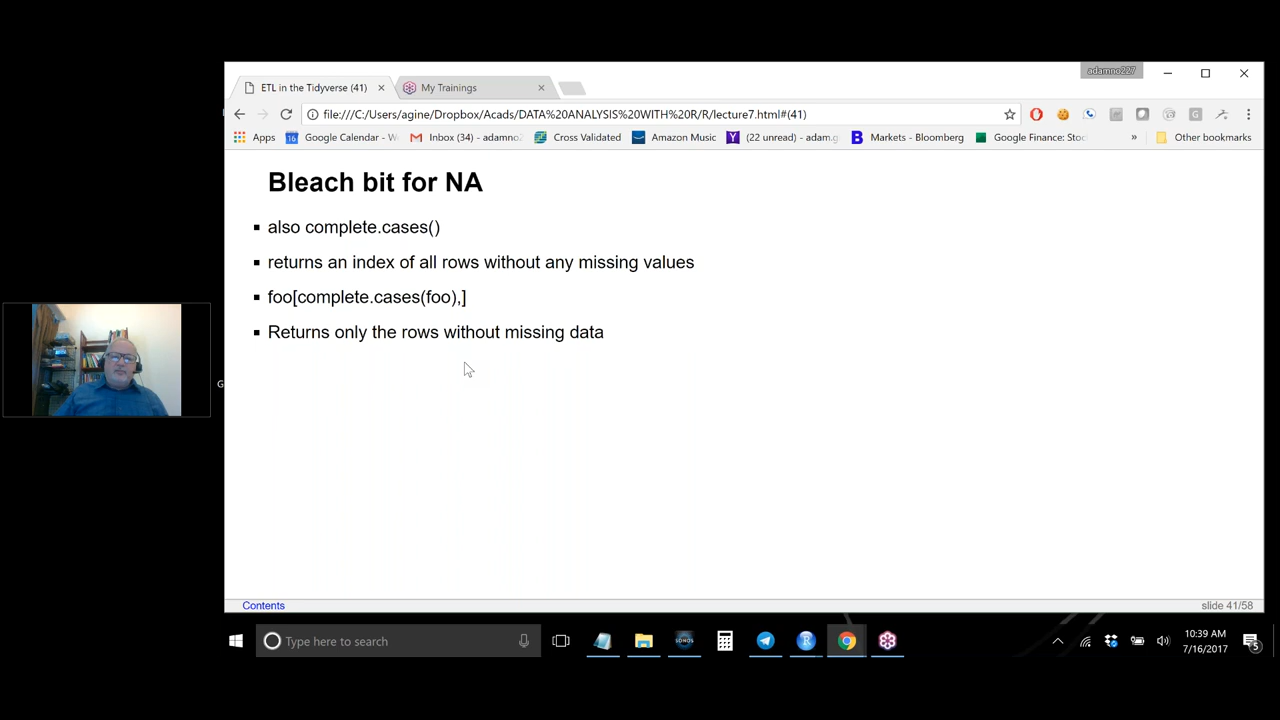 adamno227
ETL in the Tidyverse (41)
My Trainings
file:///C:/Users/agine/Dropbox/Acads/DATA%20ANALYSIS%20WITH%20R/R/lecture7.html#(41)
Apps
Google Calendar - W
Inbox (34) - adamno
Cross Validated
Amazon Music
(22 unread) - adam.g
Markets - Bloomberg
Google Finance: Stoc
»
Other bookmarks
Bleach bit for NA
also complete.cases()
returns an index of all rows without any missing values
foo[complete.cases(foo),]
Returns only the rows without missing data
G
Contents
slide 41/58
Type here to search
SONOS
10:39 AM
7/16/2017
5